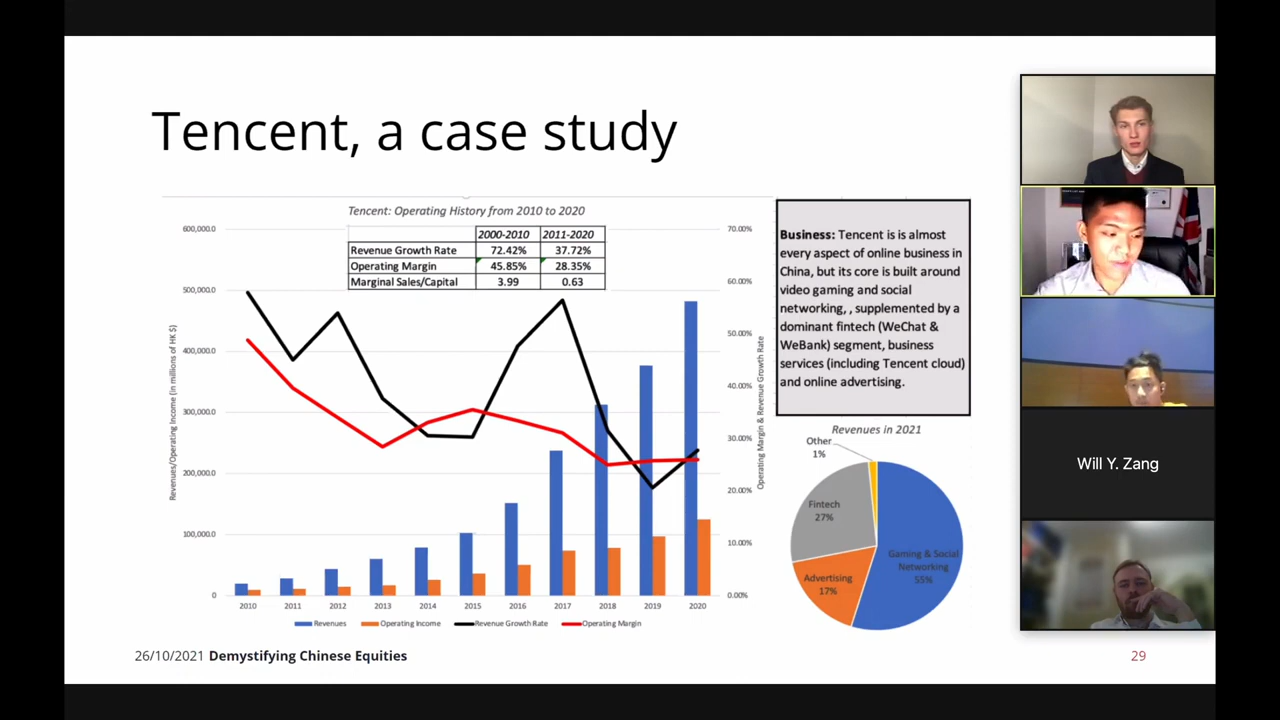 Tencent, a case study
Tencent: Operating History from 2010 to 2020
2000-2010 2011-2020
Revenue Growth Rate 72.42% 37.72%
Operating Margin 45.85% 28.35%
Marginal Sales/Capital 3.99 0.63
Revenues/Operating Income (in millions of HK $)
600,000.0
500,000.0
400,000.0
300,000.0
200,000.0
100,000.0
0
70.00%
60.00%
50.00%
40.00%
30.00%
20.00%
10.00%
0.00%
Operating Margin & Revenue Growth Rate
2010 2011 2012 2013 2014 2015 2016 2017 2018 2019 2020
Revenues Operating Income Revenue Growth Rate Operating Margin
Business: Tencent is is almost
every aspect of online business in
China, but its core is built around
video gaming and social
networking, , supplemented by a
dominant fintech (WeChat &
WeBank) segment, business
services (including Tencent cloud)
and online advertising.
Revenues in 2021
Other
1%
Fintech
27%
Gaming & Social
Networking
55%
Advertising
17%
Will Y. Zang
26/10/2021 Demystifying Chinese Equities
29